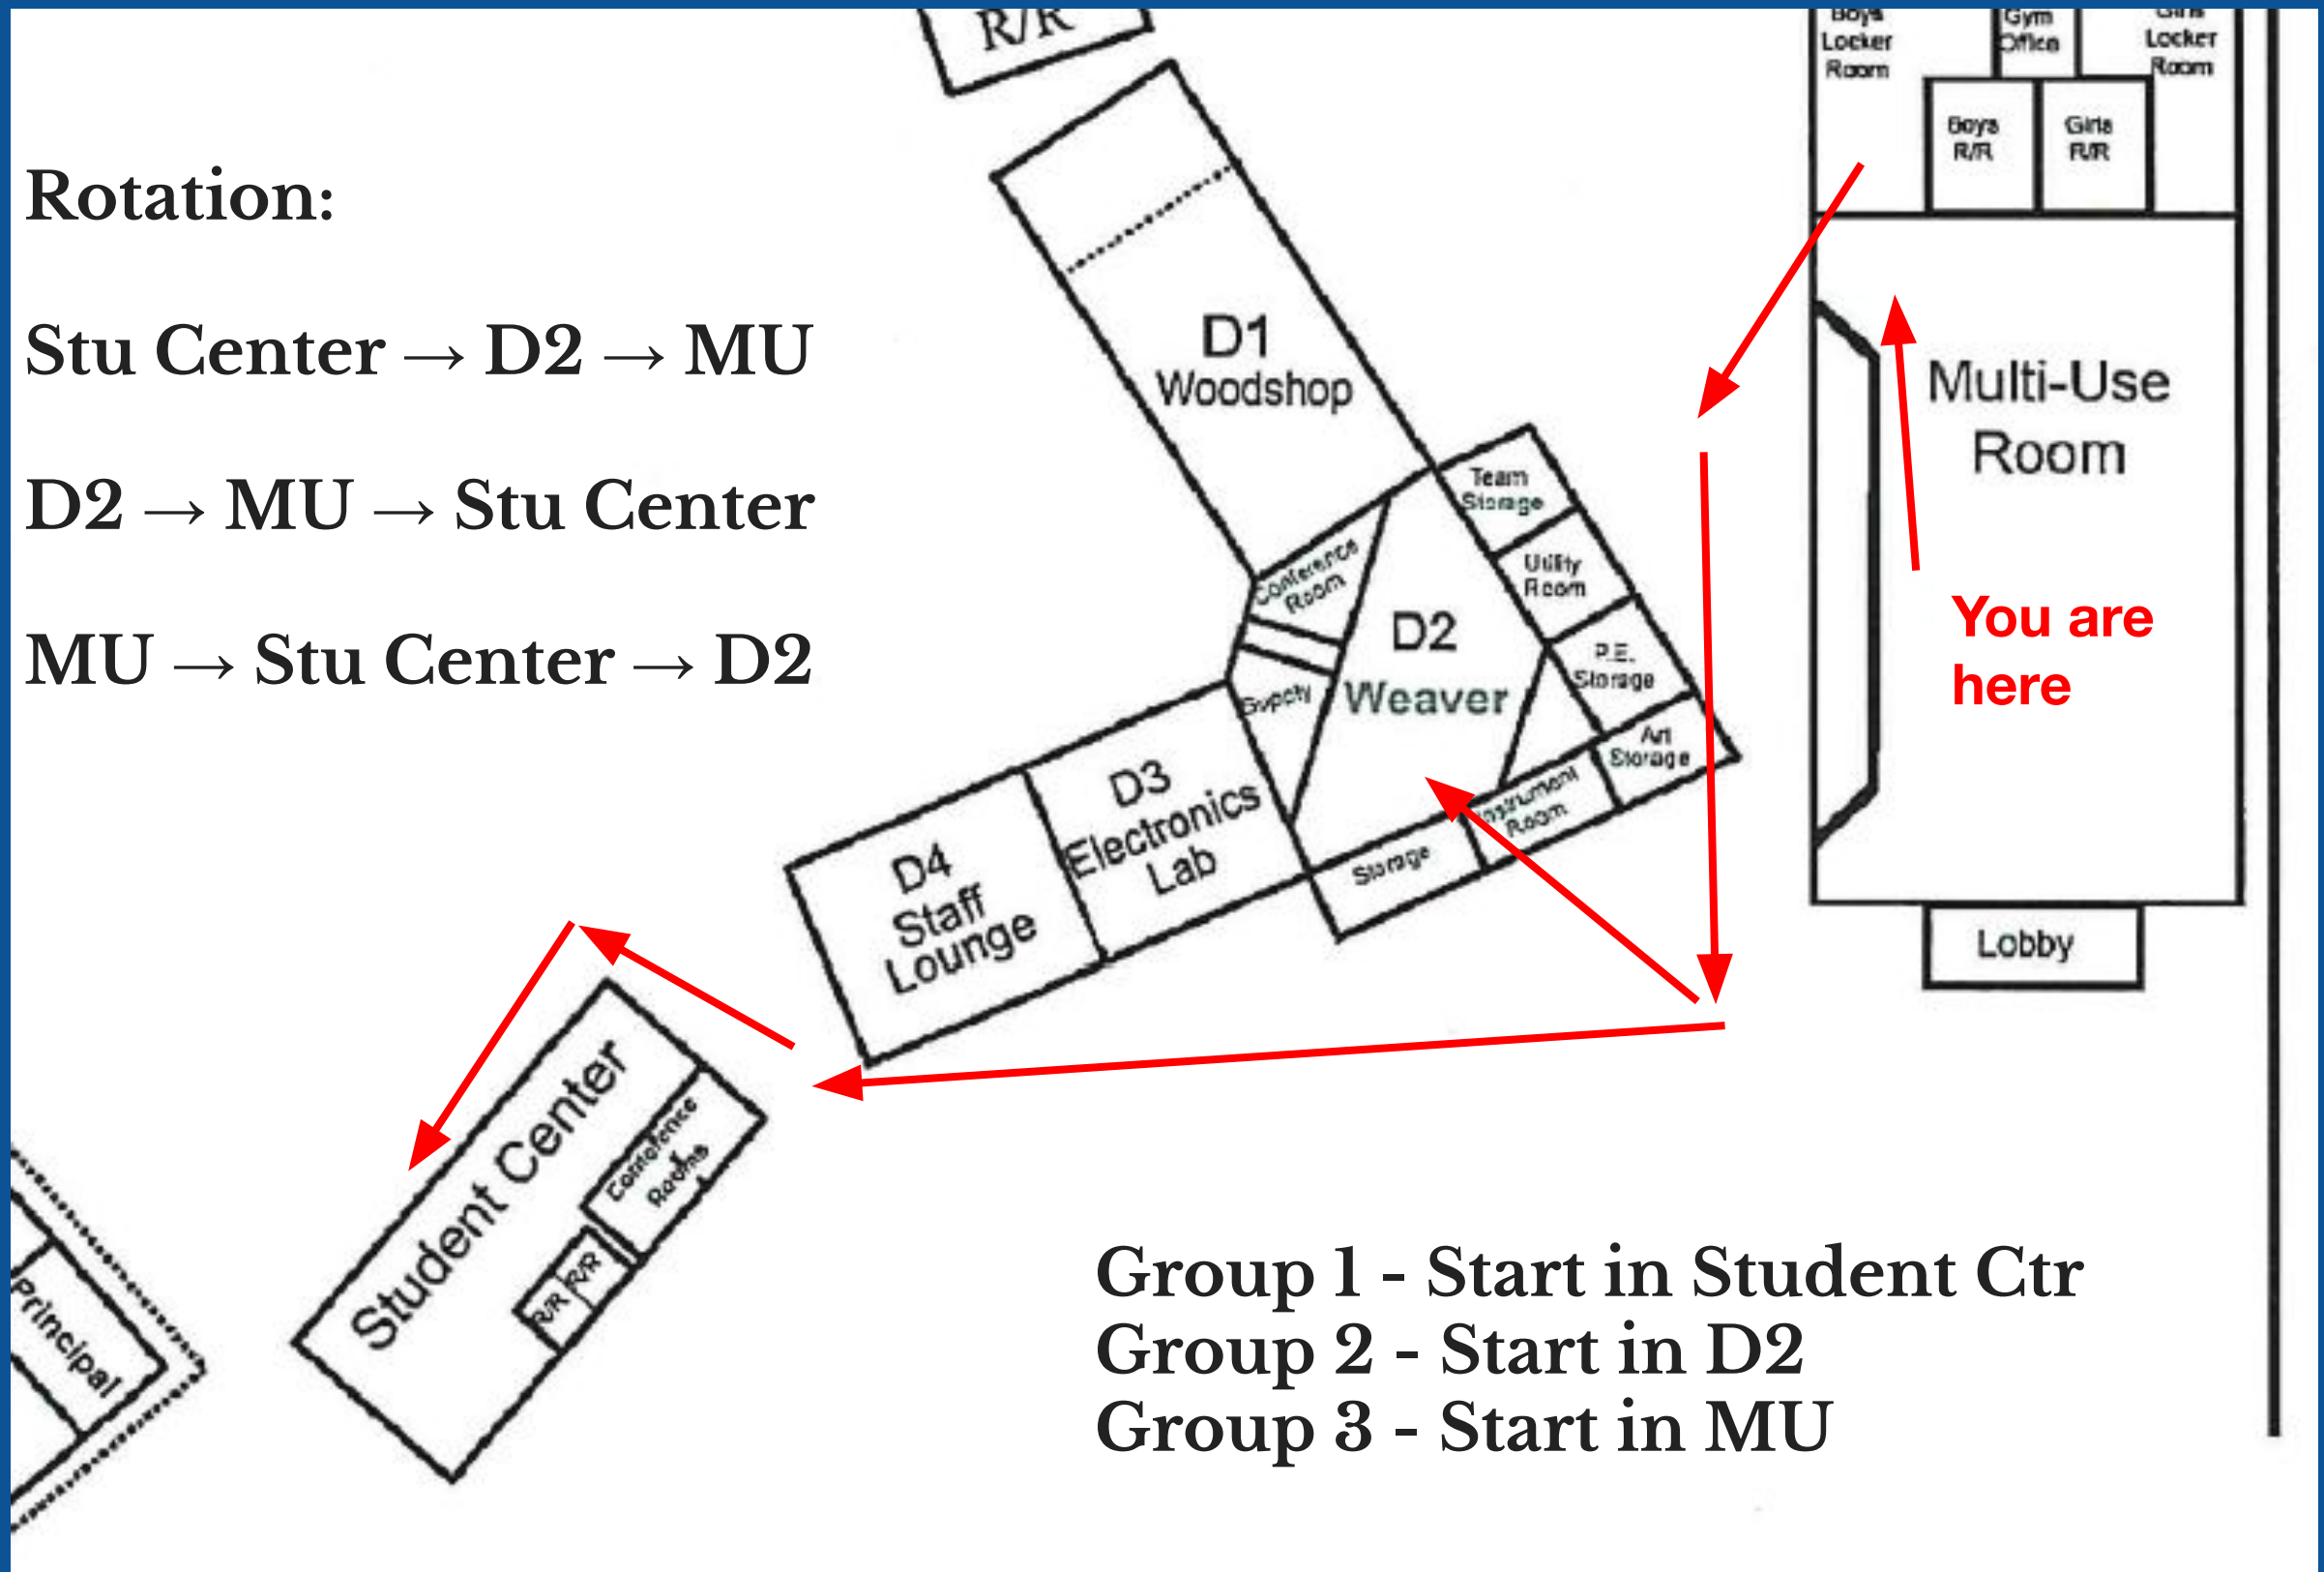 R/R
Boys
Locker
Room
Gym
Office
Girls
Locker
Room
Boys
R/R
Girls
R/R
Rotation:
Stu Center → D2 → MU
D2 → MU → Stu Center
MU → Stu Center → D2
D1
Woodshop
Multi-Use
Room
You are
here
Team
Storage
Utility
Room
P.E.
Storage
Art
Storage
Conference
Room
D2
Weaver
Supply
Instrument
Room
Storage
D3
Electronics
Lab
D4
Staff
Lounge
Lobby
Student Center
Conference
Rooms
R/R
R/R
Principal
Group 1 - Start in Student Ctr
Group 2 - Start in D2
Group 3 - Start in MU